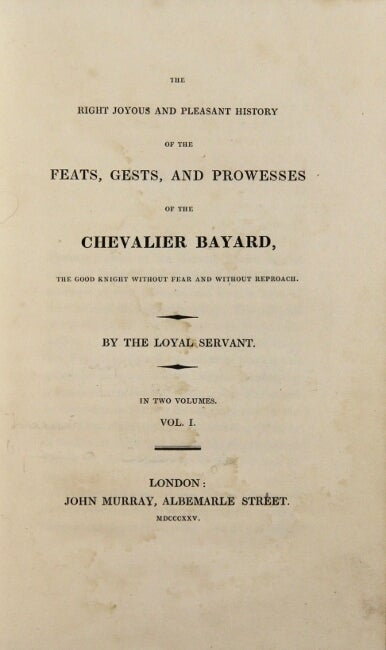 THE
RIGHT JOYOUS AND PLEASANT HISTORY
OF THE
FEATS, GESTS, AND PROWESSES
OF THE
CHEVALIER BAYARD,
THE GOOD KNIGHT WITHOUT FEAR AND WITHOUT REPROACH.
BY THE LOYAL SERVANT.
IN TWO VOLUMES.
VOL. I.
LONDON:
JOHN MURRAY, ALBEMARLE STREET.
MDCCCXXV.